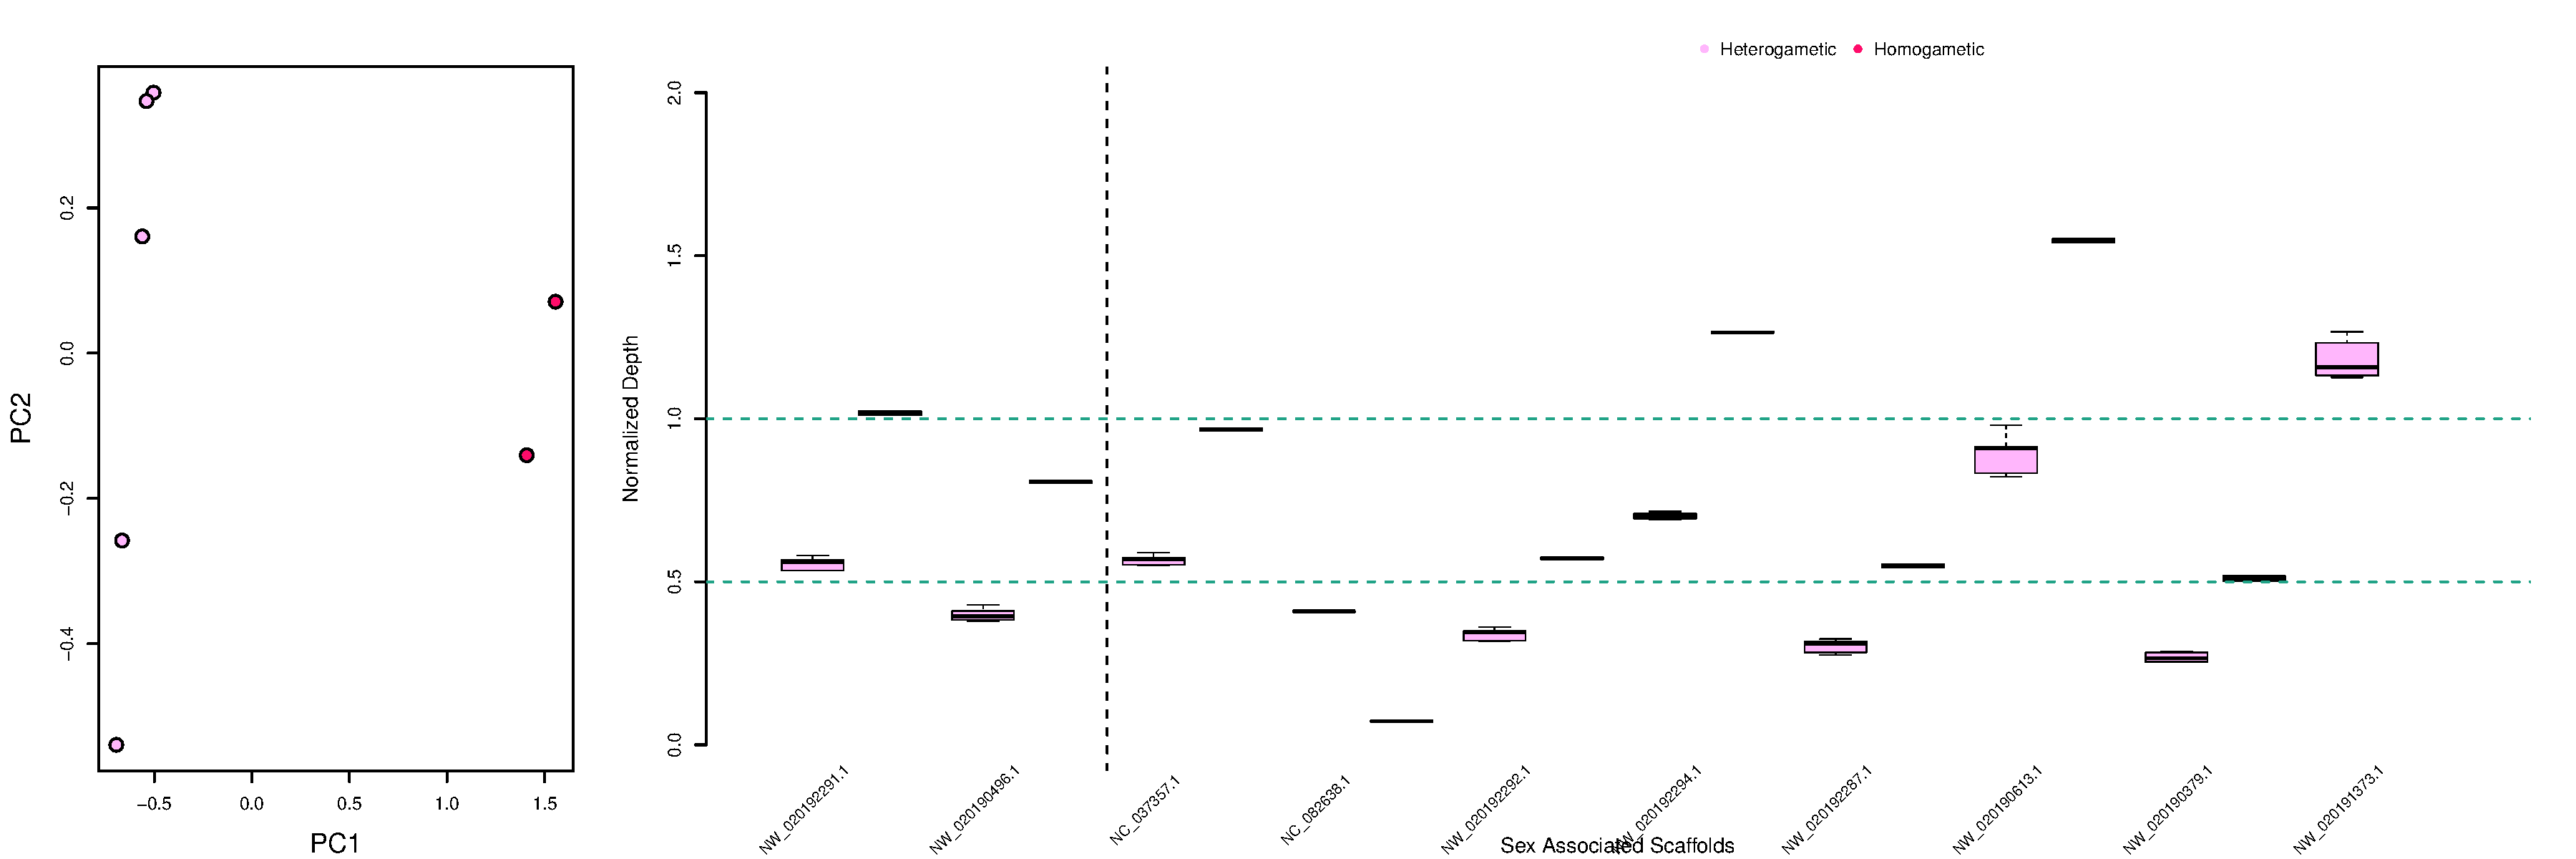 Heterogametic Homogametic
PC2
0.2
0.0
−0.2
−0.4
−0.5 0.0 0.5 1.0 1.5
PC1
Normalized Depth
2.0
1.5
1.0
0.5
0.0
NW_020192291.1
NW_020190496.1
NC_037357.1
NC_082638.1
NW_020192292.1
NW_020192294.1
NW_020192287.1
NW_020190613.1
NW_020190379.1
NW_020191373.1
Sex Associated Scaffolds